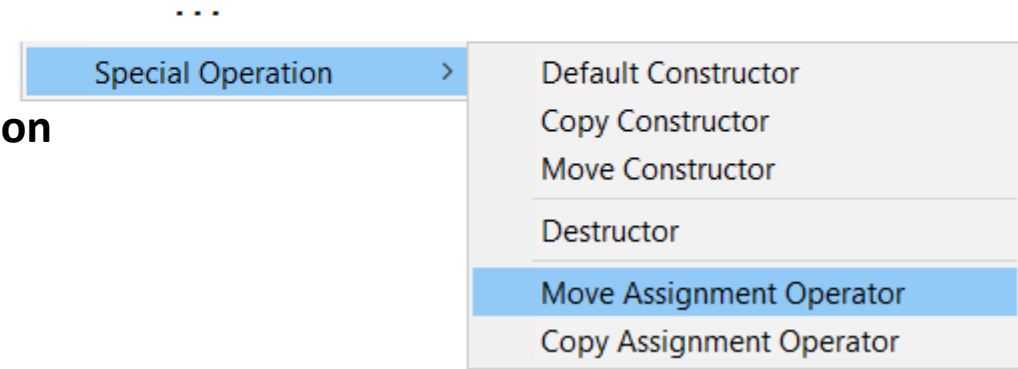 ...
Special Operation >
Default Constructor
on
Copy Constructor
Move Constructor
Destructor
Move Assignment Operator
Copy Assignment Operator